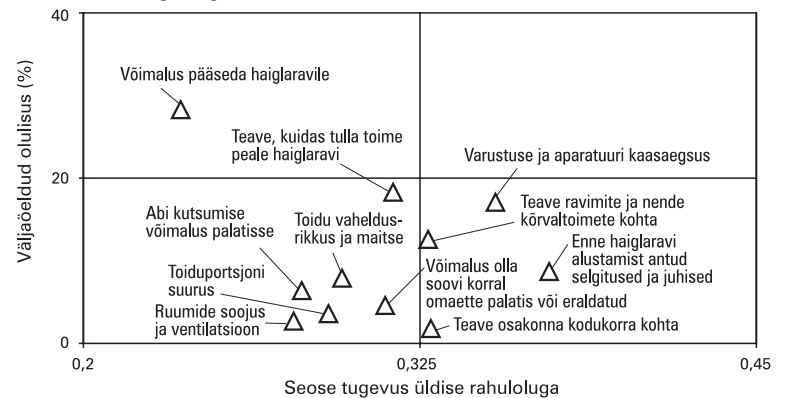 40
Võimalus pääseda haiglaravile
Teave, kuidas tulla toime
peale haiglaravi
Varustuse ja aparatuuri kaasaegsus
20
Teave ravimite ja nende
kõrvaltoimete kohta
Abi kutsumise
võimalus palatisse
Toidu vaheldus-
rikkus ja maitse
Enne haiglaravi
alustamist antud
selgitused ja juhised
Võimalus olla
soovi korral
omaette palatis või eraldatud
Toiduportsjoni
suurus
Ruumide soojus
ja ventilatsioon
Teave osakonna kodukorra kohta
0
Väljaöeldud olulisus (%)
0,2
0,325
0,45
Seose tugevus üldise rahuloluga